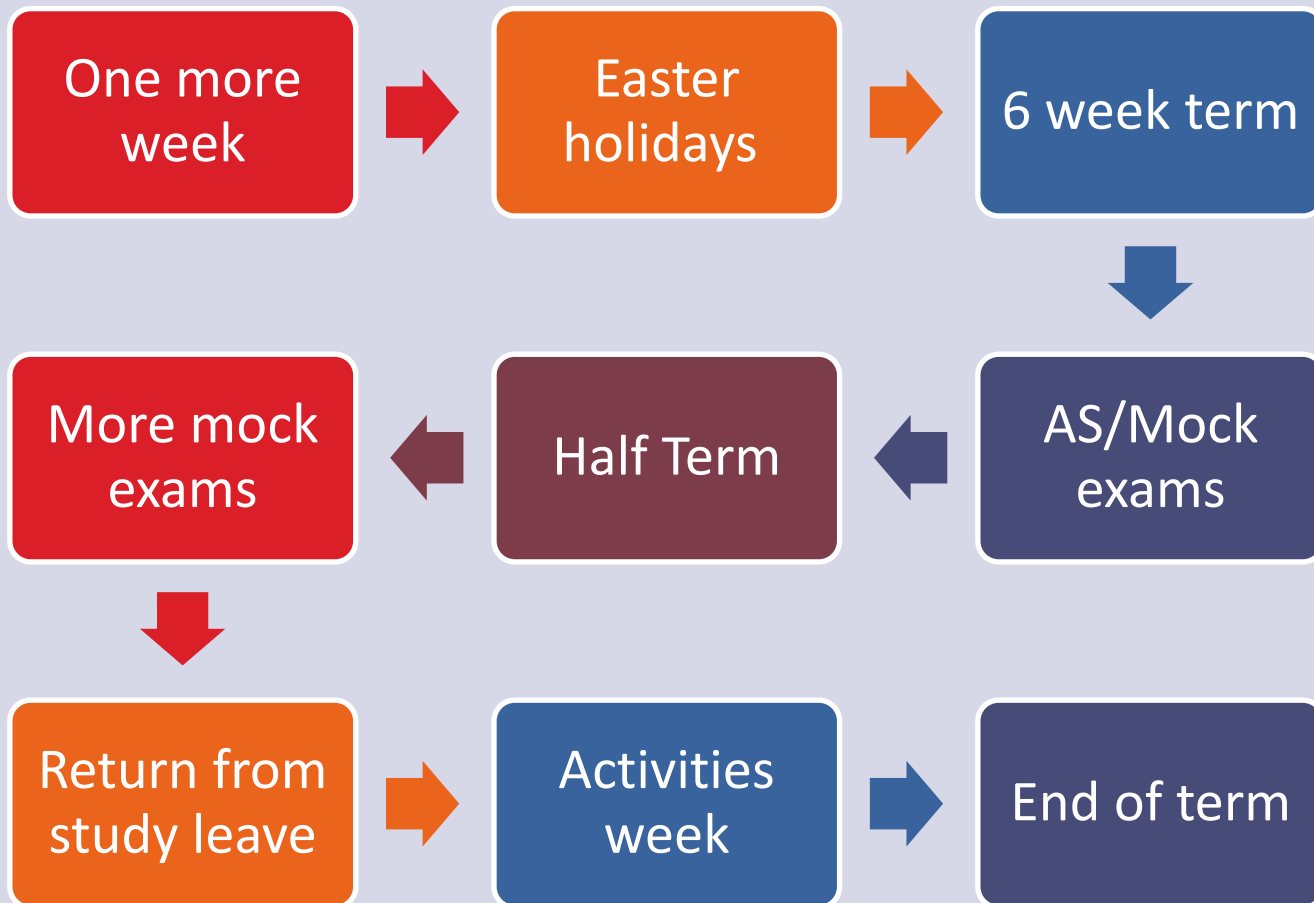 One more
week
Easter
holidays
6 week term
AS/Mock
exams
Half Term
More mock
exams
Return from
study leave
Activities
week
End of term